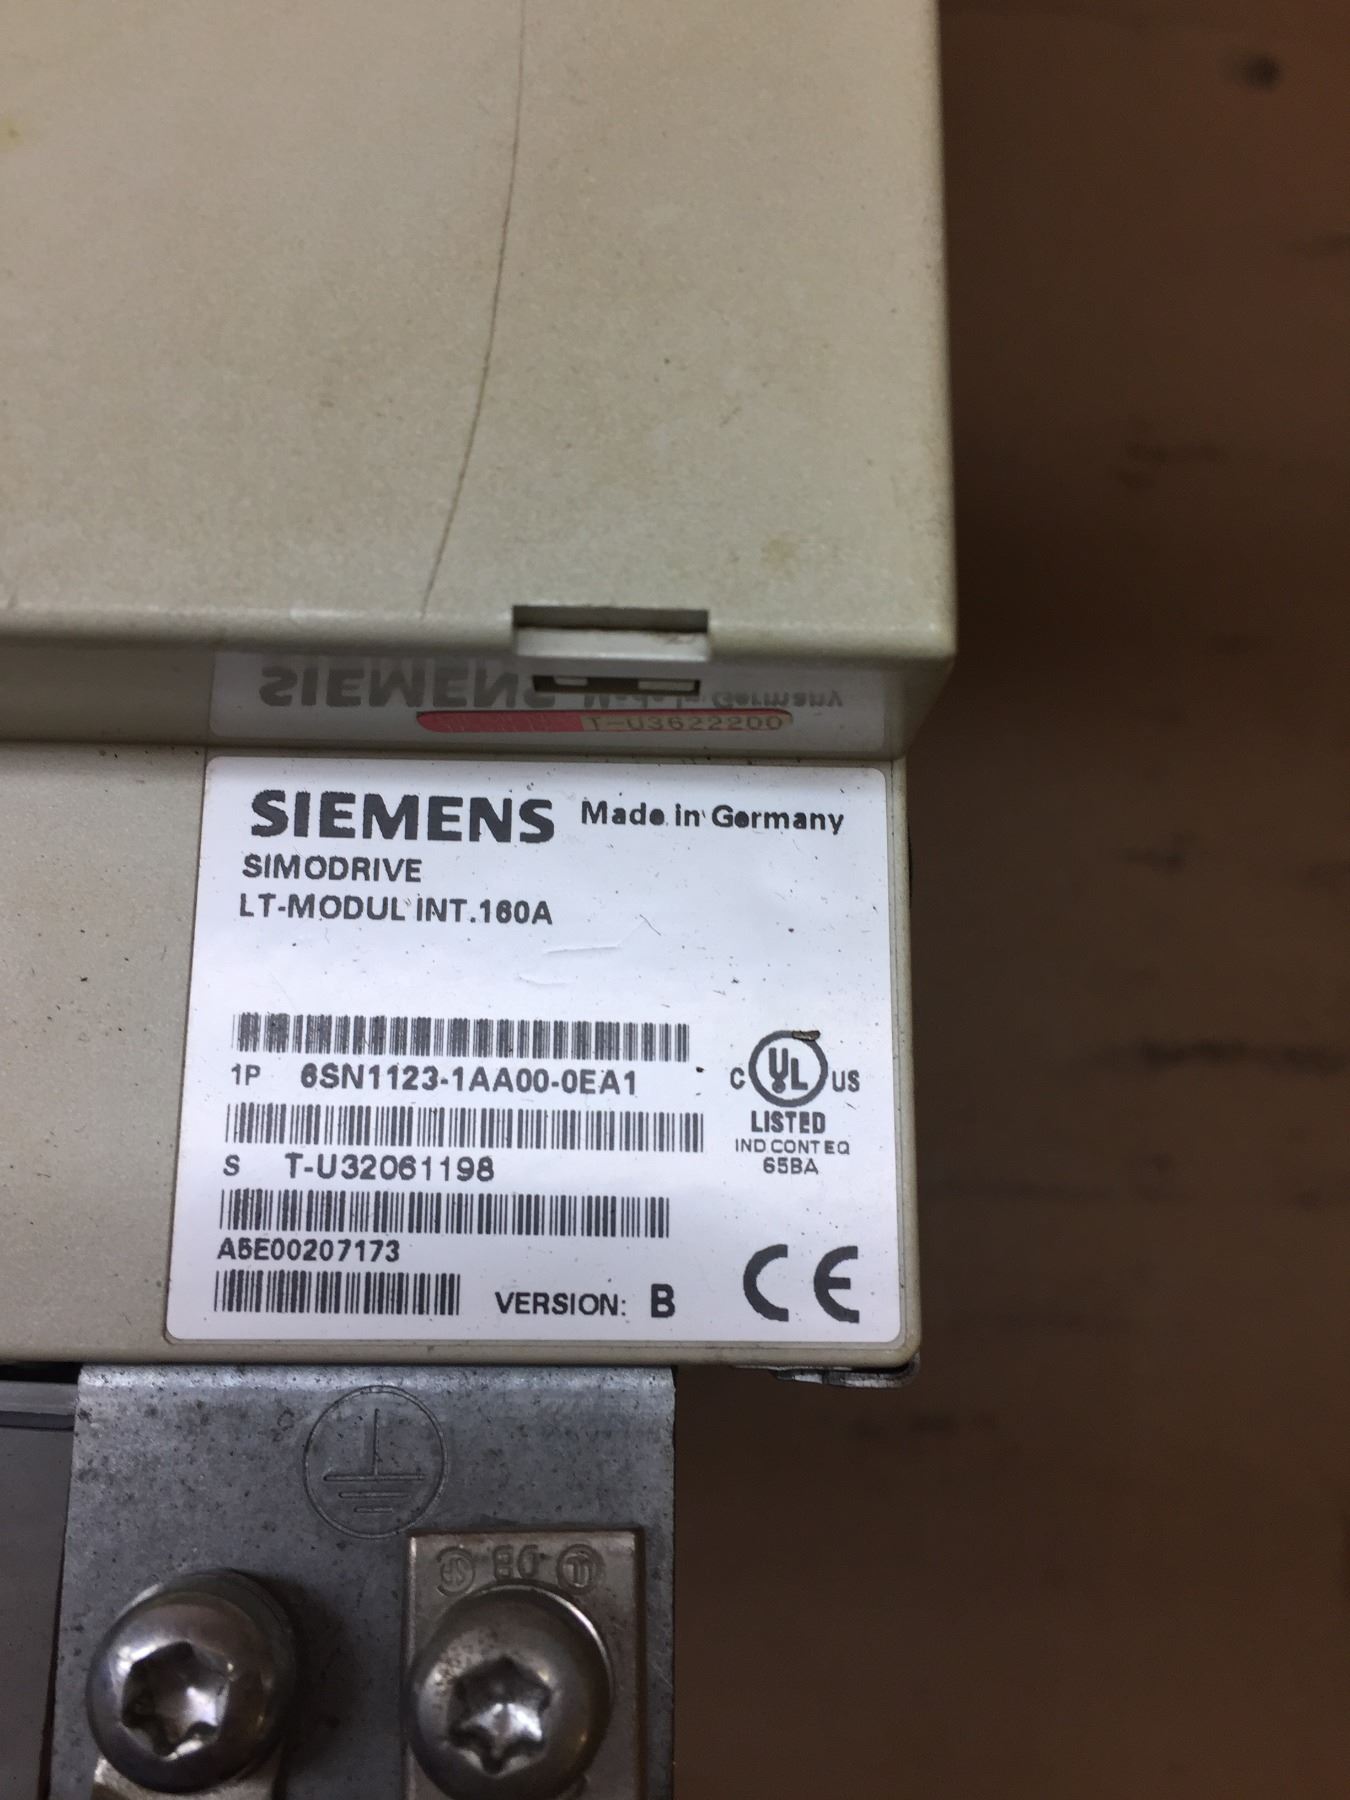 T-U3622200
SIEMENS Made in Germany
SIMODRIVE
LT-MODUL INT.160A
1P 6SN1123-1AA00-0EA1
C UL US
LISTED
IND.CONT.EQ
65BA
S T-U32061198
A5E00207173
VERSION: B
CE